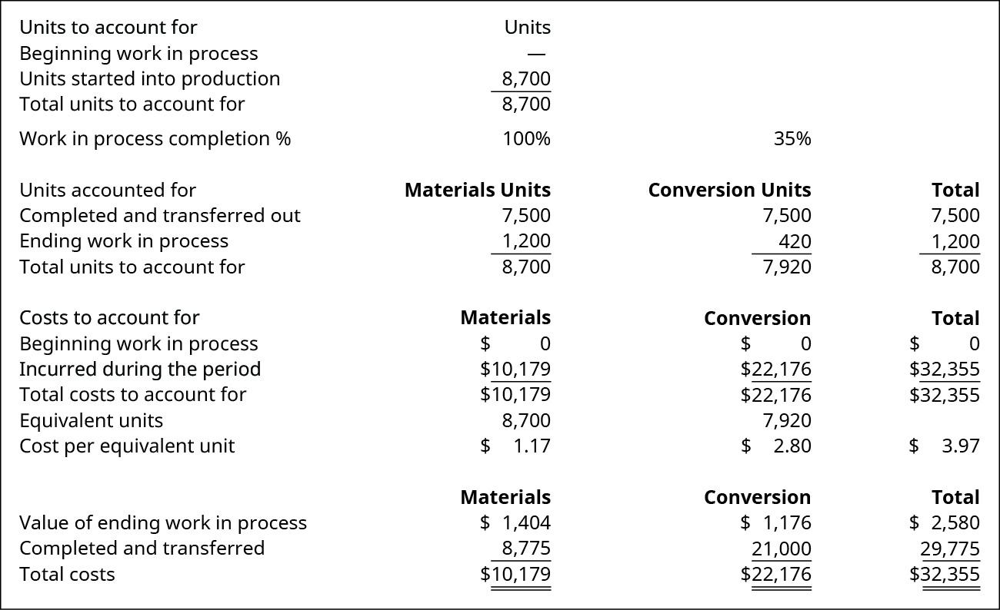 Units to account for Units
Beginning work in process —
Units started into production 8,700
Total units to account for 8,700
Work in process completion % 100% 35%
Units accounted for Materials Units Conversion Units Total
Completed and transferred out 7,500 7,500 7,500
Ending work in process 1,200 420 1,200
Total units to account for 8,700 7,920 8,700
Costs to account for Materials Conversion Total
Beginning work in process $ 0 $ 0 $ 0
Incurred during the period $10,179 $22,176 $32,355
Total costs to account for $10,179 $22,176 $32,355
Equivalent units 8,700 7,920
Cost per equivalent unit $ 1.17 $ 2.80 $ 3.97
Materials Conversion Total
Value of ending work in process $ 1,404 $ 1,176 $ 2,580
Completed and transferred 8,775 21,000 29,775
Total costs $10,179 $22,176 $32,355